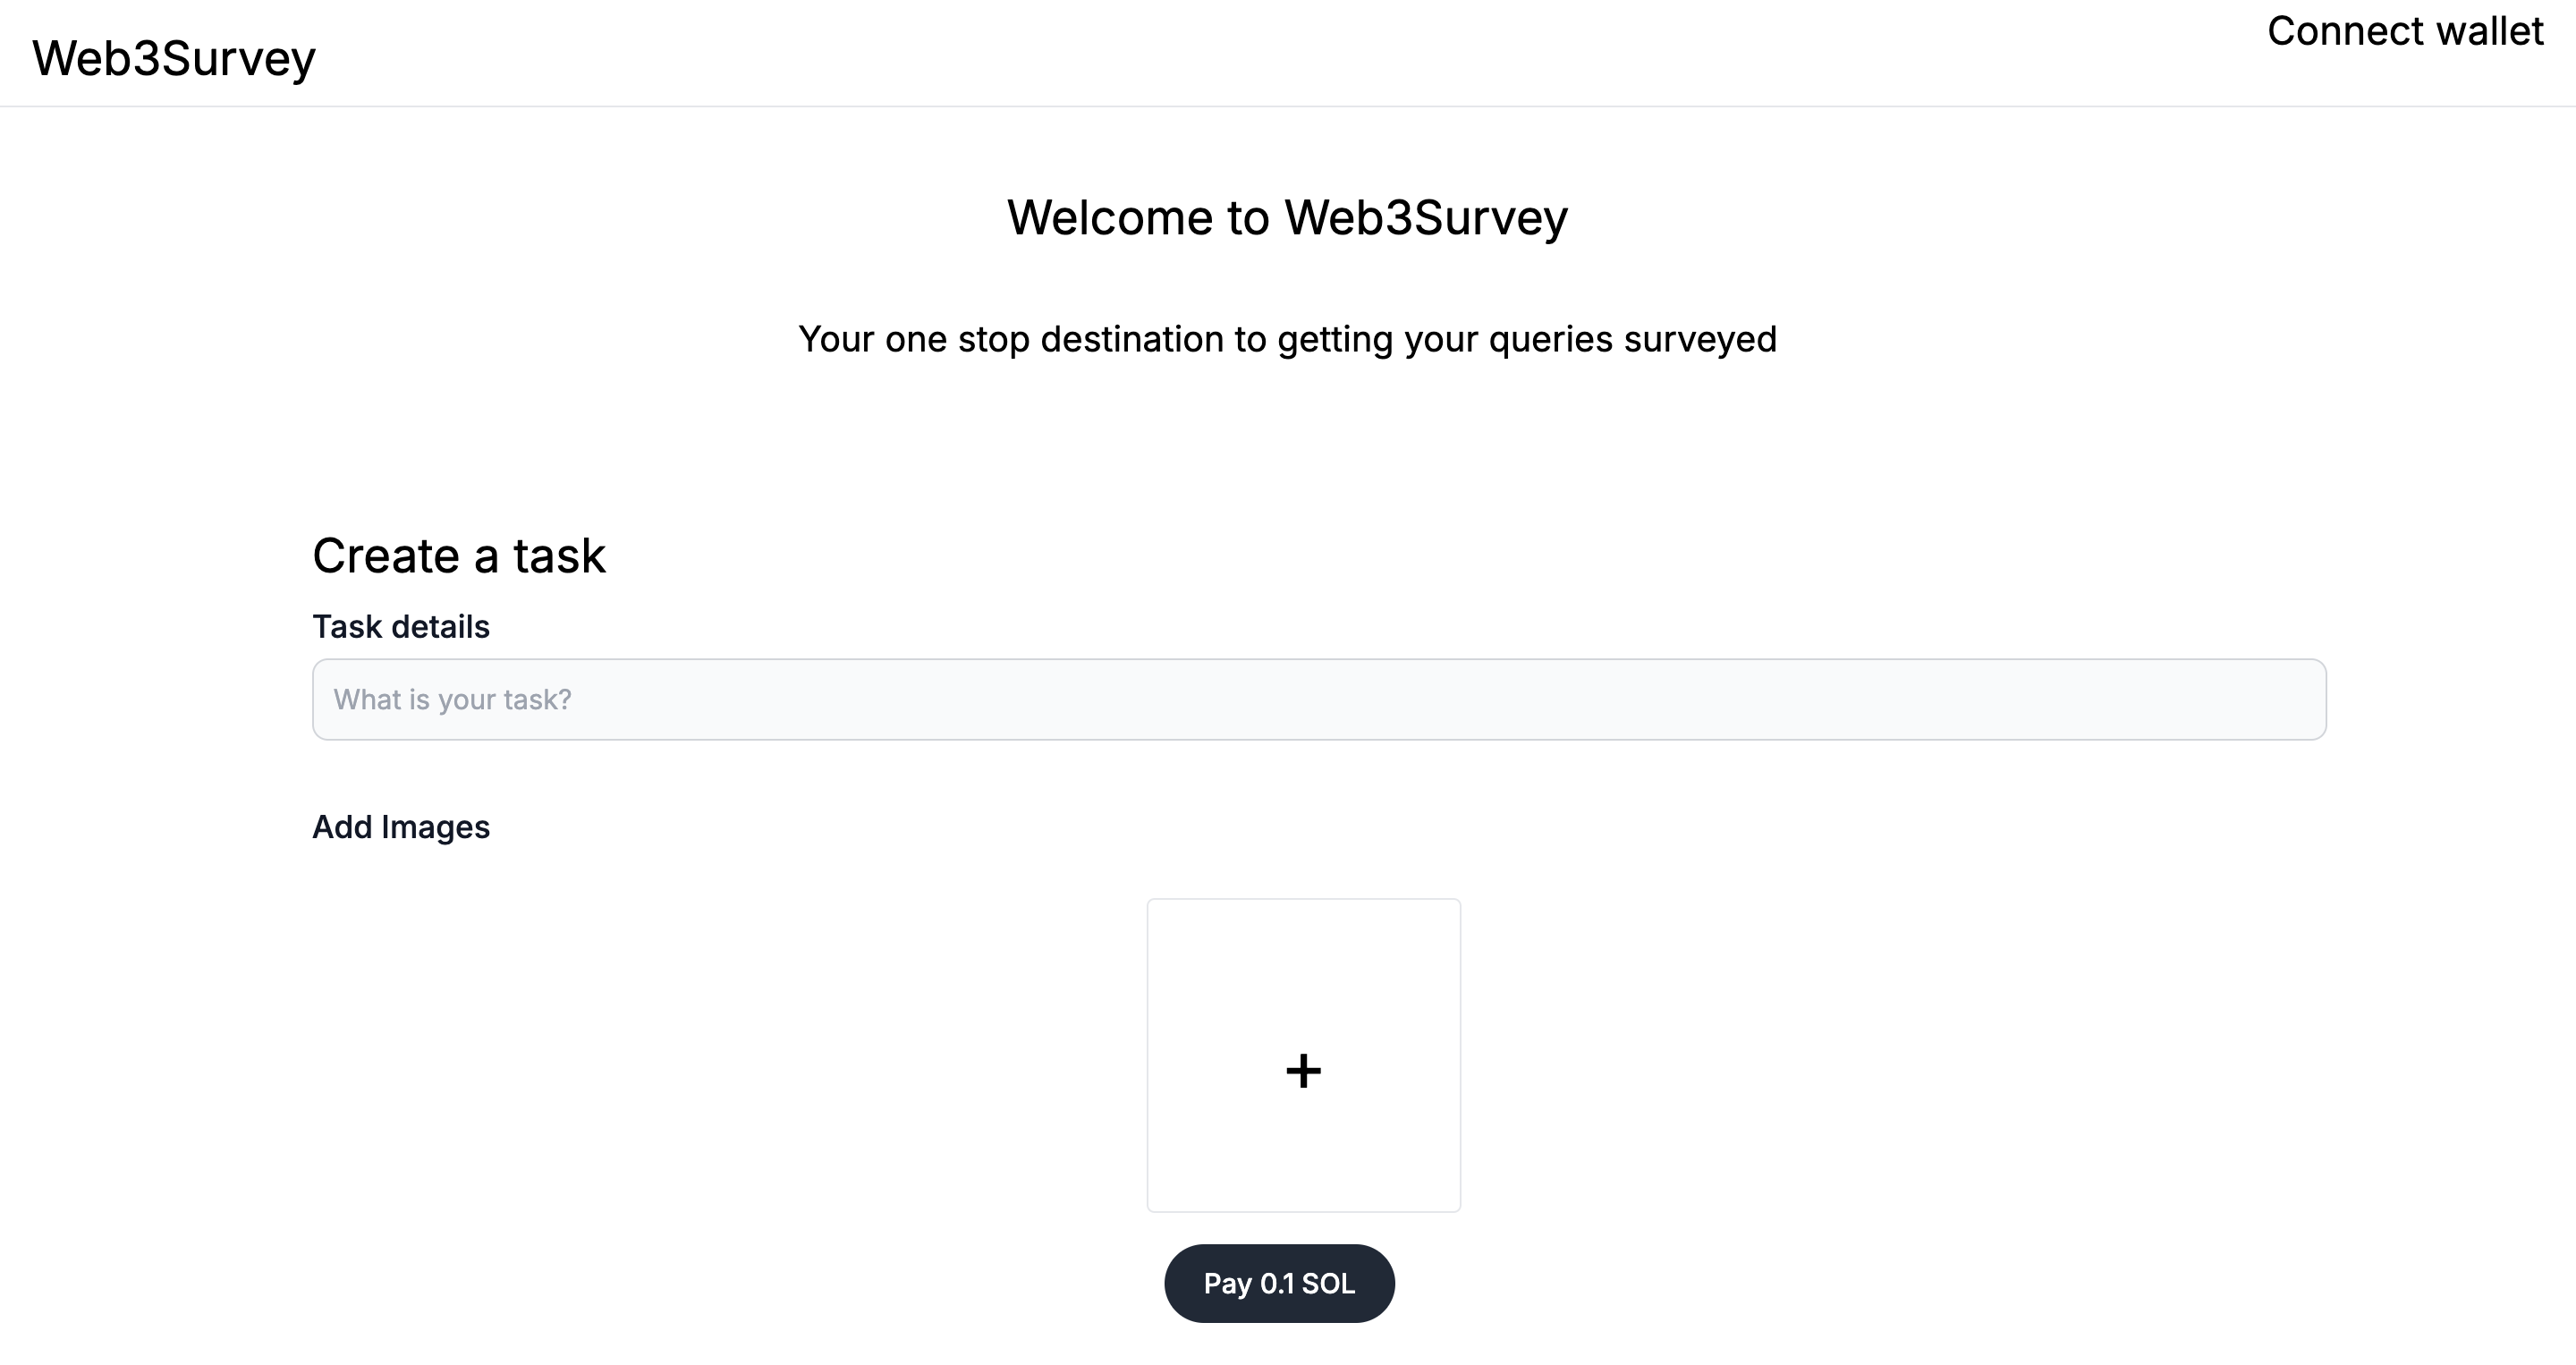 Web3Survey
Connect wallet
Welcome to Web3Survey
Your one stop destination to getting your queries surveyed
Create a task
Task details
What is your task?
Add Images
+
Pay 0.1 SOL